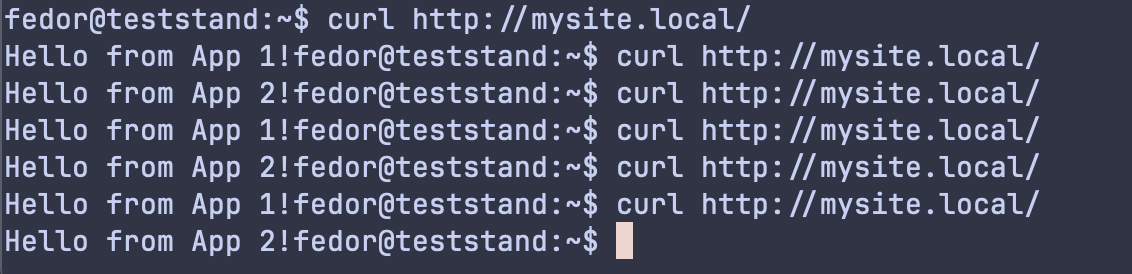 fedor@teststand:~$ curl http://mysite.local/
Hello from App 1!fedor@teststand:~$ curl http://mysite.local/
Hello from App 2!fedor@teststand:~$ curl http://mysite.local/
Hello from App 1!fedor@teststand:~$ curl http://mysite.local/
Hello from App 2!fedor@teststand:~$ curl http://mysite.local/
Hello from App 1!fedor@teststand:~$ curl http://mysite.local/
Hello from App 2!fedor@teststand:~$